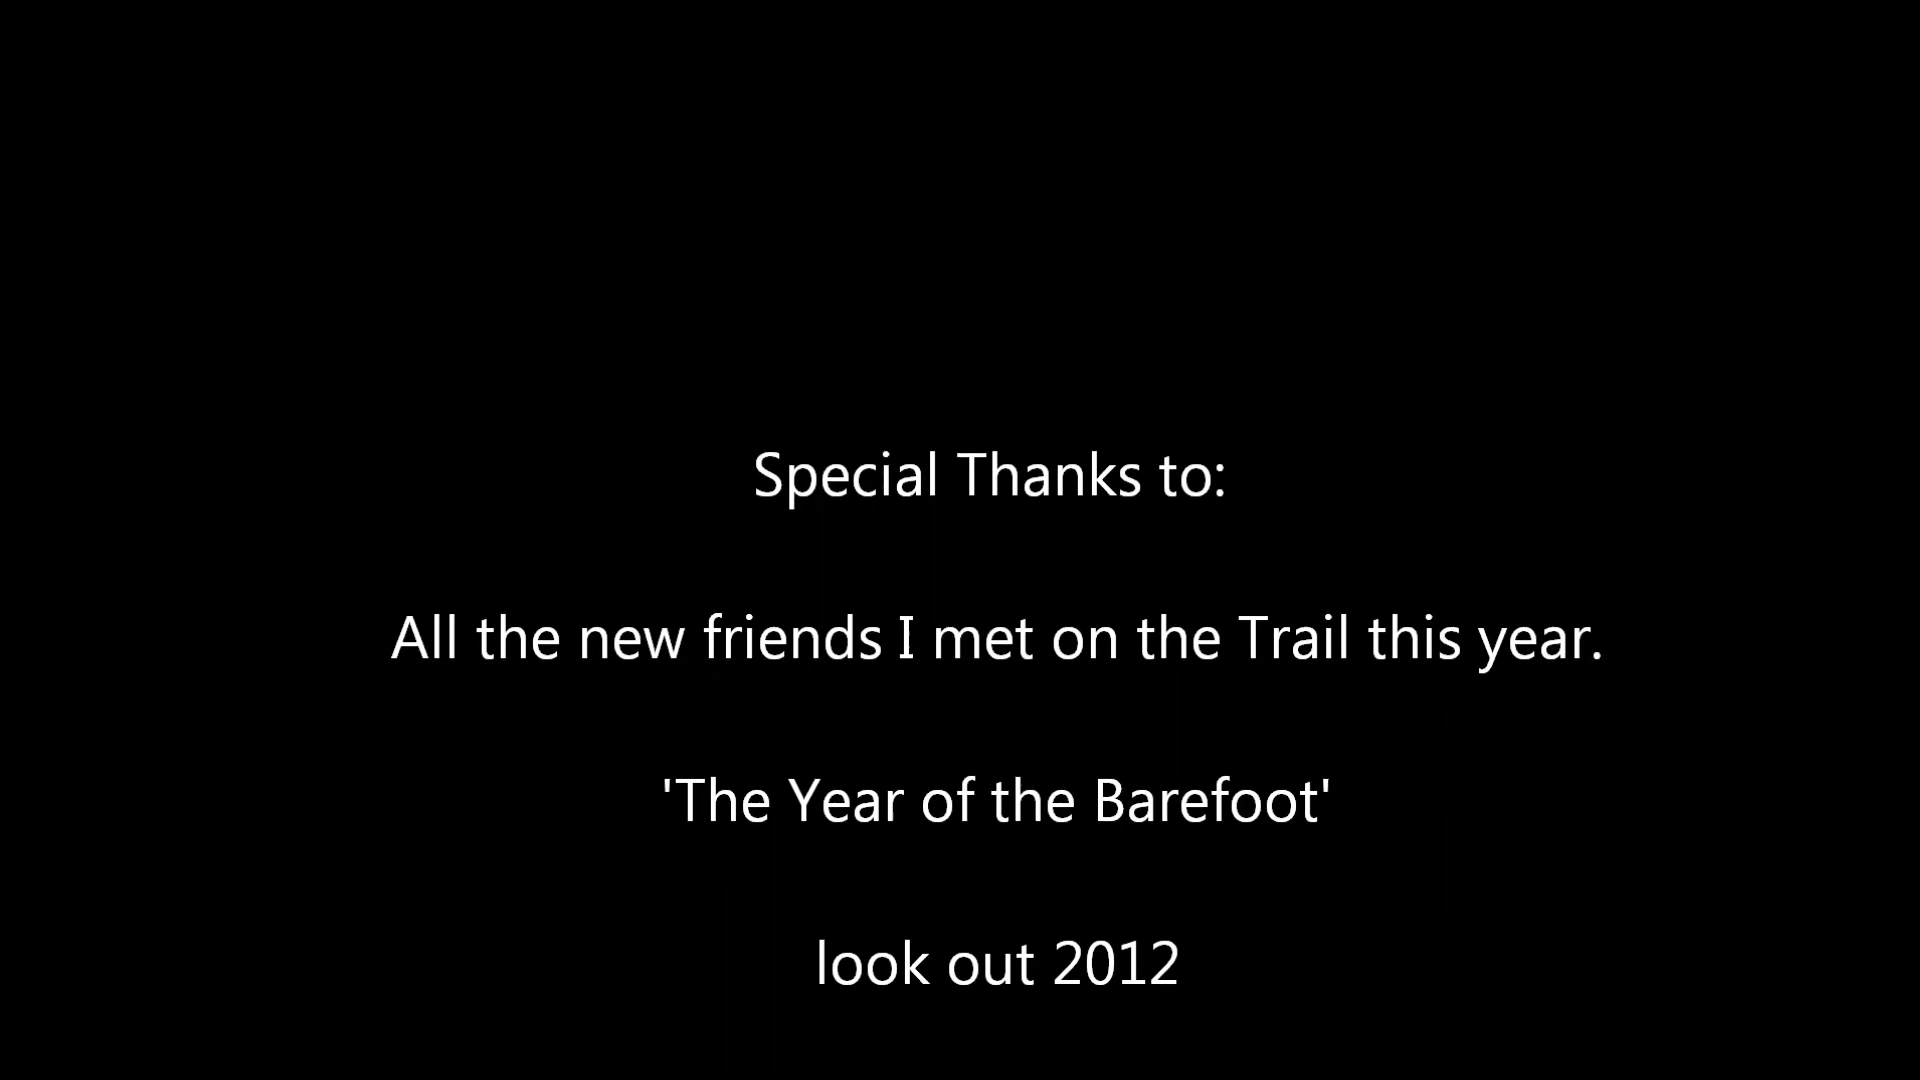 Special Thanks to:
All the new friends I met on the Trail this year.
'The Year of the Barefoot'
look out 2012